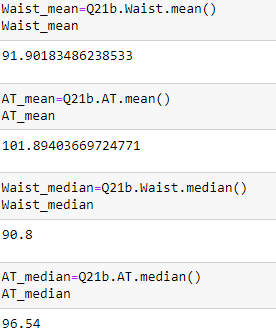 Waist_mean=Q21b.Waist.mean()
Waist_mean
91.90183486238533
AT_mean=Q21b.AT.mean()
AT_mean
101.89403669724771
Waist_median=Q21b.Waist.median()
Waist_median
90.8
AT_median=Q21b.AT.median()
AT_median
96.54